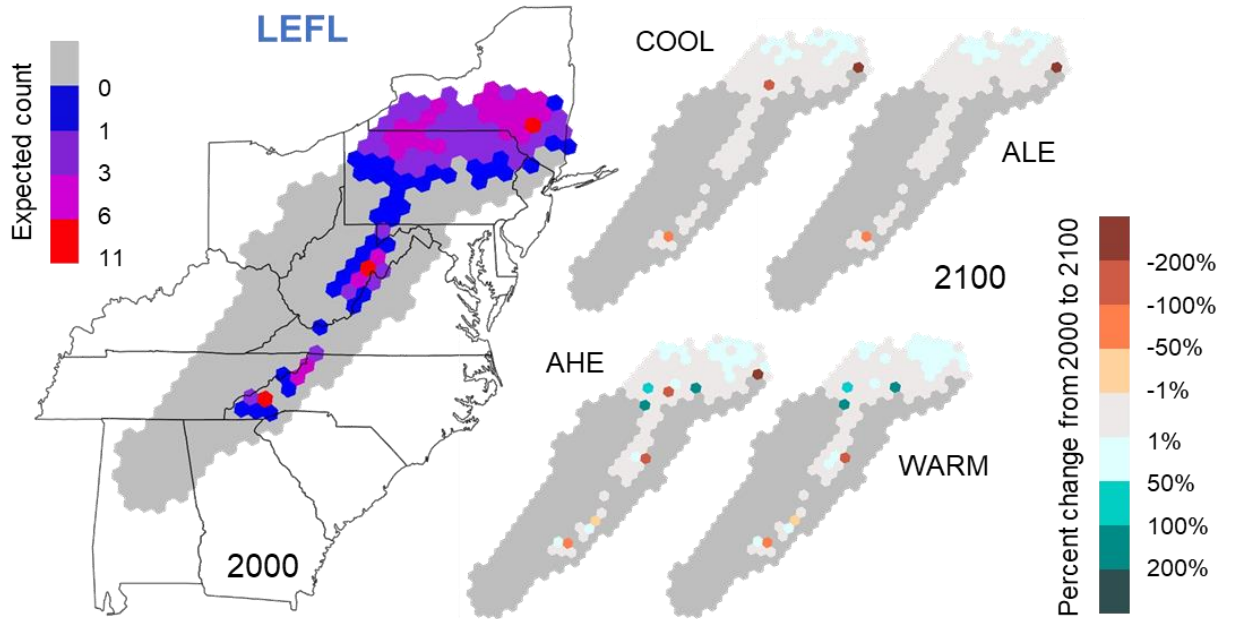 LEFL
Expected count
0
1
3
6
11
2000
COOL
ALE
2100
AHE
WARM
Percent change from 2000 to 2100
-200%
-100%
-50%
-1%
1%
50%
100%
200%